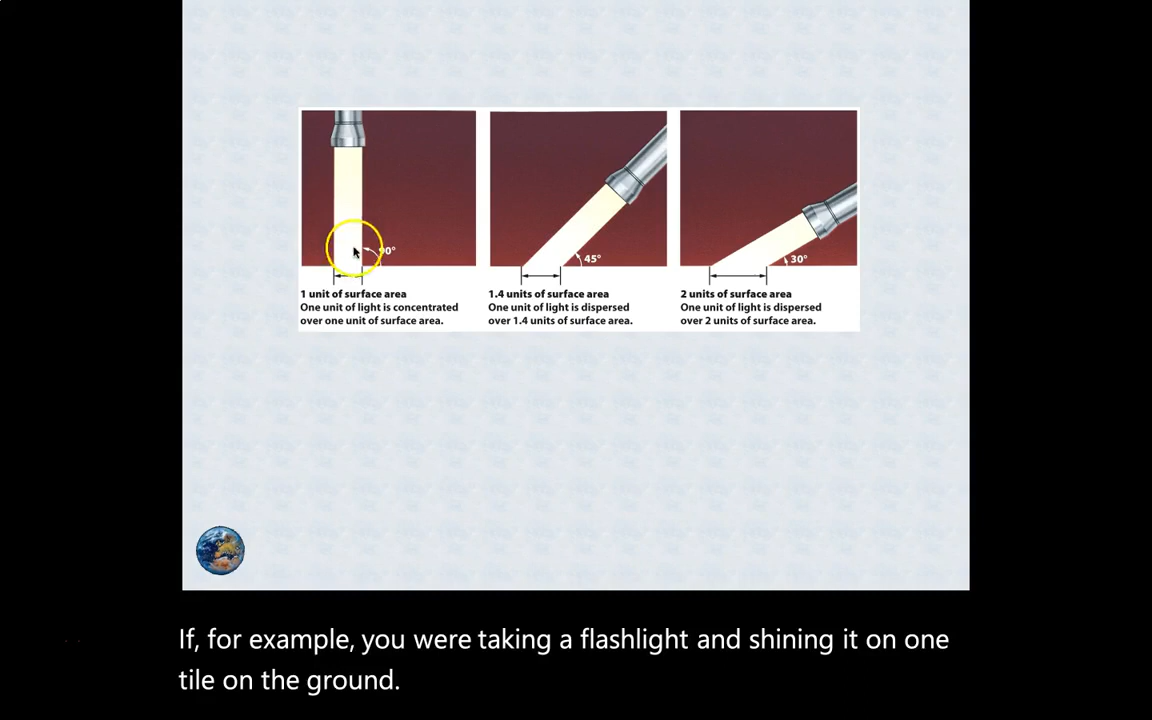 90°
45°
30°
1 unit of surface area
One unit of light is concentrated
over one unit of surface area.
1.4 units of surface area
One unit of light is dispersed
over 1.4 units of surface area.
2 units of surface area
One unit of light is dispersed
over 2 units of surface area.
If, for example, you were taking a flashlight and shining it on one
tile on the ground.